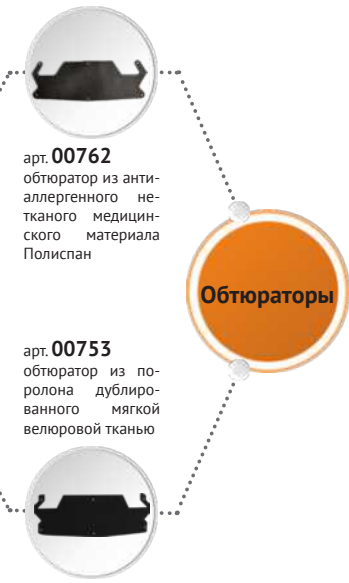 арт. 00762
обтюратор из анти-
аллергенного не-
тканого медицин-
ского материала
Полиспан
Обтюраторы
арт. 00753
обтюратор из по-
ролона дублиро-
ванного мягкой
велюровой тканью